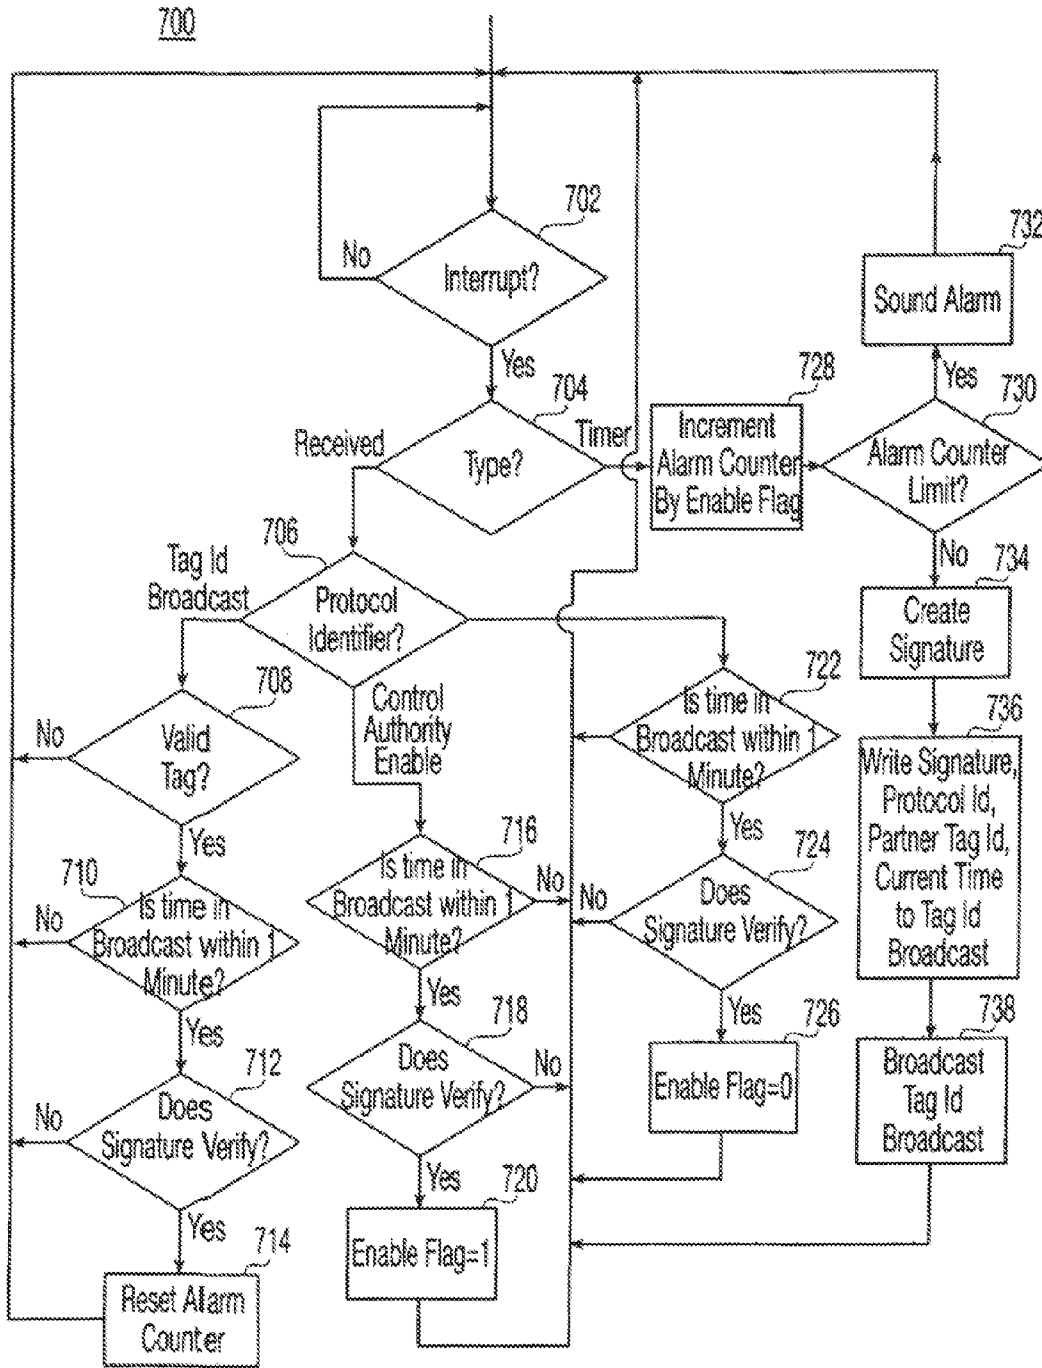 700
702
No
Interrupt?
Yes
732
Sound Alarm
704
728
Yes
730
Received
Type?
Timer
Increment
Alarm Counter
By Enable Flag
Alarm Counter
Limit?
706
No
734
Tag Id
Broadcast
Protocol
Identifier?
Create
Signature
708
Control
Authority
Enable
722
No
Valid
Tag?
Is time in
Broadcast within 1
Minute?
736
Write Signature,
Protocol Id,
Partner Tag Id,
Current Time
to Tag Id
Broadcast
Yes
710
716
Yes
724
No
Is time in
Broadcast within 1
Minute?
Is time in
Broadcast within 1
Minute?
No
No
Does
Signature Verify?
Yes
712
Yes
718
Yes
726
738
No
Does
Signature Verify?
Does
Signature Verify?
No
Enable Flag=0
Broadcast
Tag Id
Broadcast
Yes
714
Yes
720
Reset Alarm
Counter
Enable Flag=1